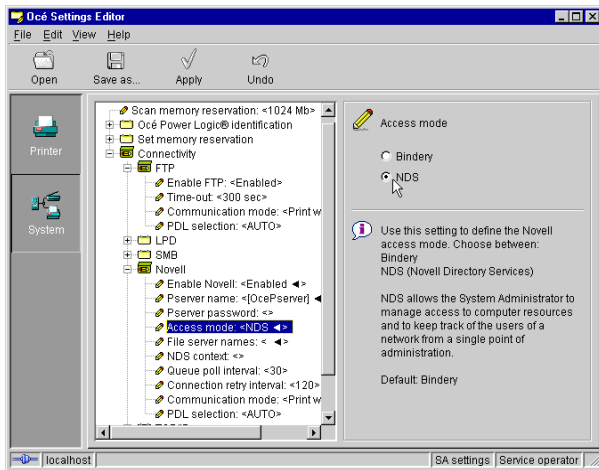 Océ Settings Editor
File Edit View Help
Open Save as... Apply Undo
Printer
System
Scan memory reservation: <1024 Mb>
Océ Power Logic® identification
Set memory reservation
Connectivity
FTP
Enable FTP: <Enabled>
Time-out: <300 sec>
Communication mode: <Print w
PDL selection: <AUTO>
LPD
SMB
Novell
Enable Novell: <Enabled ◄>
Pserver name: <[OcePserver] ◄
Pserver password: <>
Access mode: <NDS ◄>
File server names: < ◄>
NDS context: <>
Queue poll interval: <30>
Connection retry interval: <120>
Communication mode: <Print w
PDL selection: <AUTO>
Access mode
Bindery
NDS
Use this setting to define the Novell
access mode. Choose between:
Bindery
NDS (Novell Directory Services)
NDS allows the System Administrator to
manage access to computer resources
and to keep track of the users of a
network from a single point of
administration.
Default: Bindery
localhost
SA settings Service operator